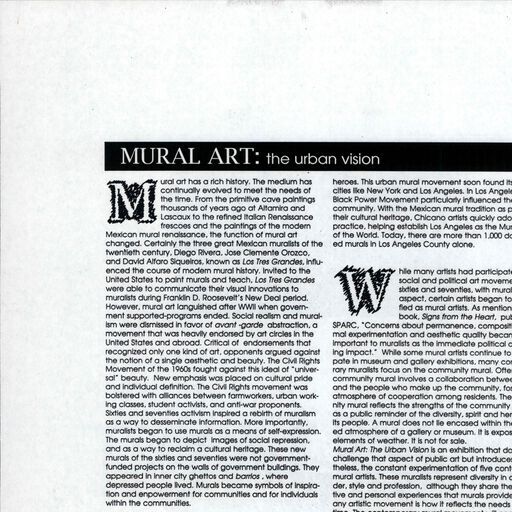 MURAL ART: the urban vision
Mural art has a rich history. The medium has
continually evolved to meet the needs of
the time. From the primitive cave paintings
thousands of years ago at Altamira and
Lascaux to the refined Italian Renaissance
frescoes and the paintings of the modern
Mexican mural renaissance, the function of mural art
changed. Certainly the three great Mexican muralists of the
twentieth century, Diego Rivera, Jose Clemente Orozco,
and David Alfaro Siqueiros, known as Los Tres Grandes, influ-
enced the course of modern mural history. Invited to the
United States to paint murals and teach, Los Tres Grandes
were able to communicate their visual innovations to
muralists during Franklin D. Roosevelt's New Deal period.
However, mural art languished after WWII when govern-
ment supported-programs ended. Social realism and mural-
ism were dismissed in favor of avant -garde abstraction, a
movement that was heavily endorsed by art circles in the
United States and abroad. Critical of endorsements that
recognized only one kind of art, opponents argued against
the notion of a single aesthetic and beauty. The Civil Rights
Movement of the 1960s fought against this ideal of "univer-
sal" beauty. New emphasis was placed on cultural pride
and individual definition. The Civil Rights movement was
bolstered with alliances between farmworkers, urban work-
ing classes, student activists, and anti-war proponents.
Sixties and seventies activism inspired a rebirth of muralism
as a way to desseminate information. More importantly,
muralists began to use murals as a means of self-expression.
The murals began to depict images of social repression,
and as a way to reclaim a cultural heritage. These new
murals of the sixties and seventies were not government-
funded projects on the walls of government buildings. They
appeared in inner city ghettos and barrios , where
depressed people lived. Murals became symbols of inspira-
tion and enpowerment for communities and for individuals
within the communities.
heroes. This urban mural movement soon found its
cities like New York and Los Angeles. In Los Angele
Black Power Movement particularly influenced the
community. With the Mexican mural tradition as p
their cultural heritage, Chicano artists quickly ado
practice, helping establish Los Angeles as the Mur
of the World. Today, there are more than 1,000 do
ed murals in Los Angeles County alone.
While many artists had participate
social and political art moveme
sixties and seventies, with mural
aspect, certain artists began to
fied as mural artists. As mention
book, Signs from the Heart, pub
SPARC, "Concerns about permanence, composit
mal experimentation and aesthetic quality becam
important to muralists as the immediate political c
ing impact." While some mural artists continue to
pate in museum and gallery exhibitions, many con
rary muralists focus on the community mural. Ofte
community mural involves a collaboration betwee
and the people who make up the community, fos
atmosphere of cooperation among residents. The
nity mural reflects the strengths of the community
as a public reminder of the diversity, spirit and her
its people. A mural does not lie encased within the
ed atmosphere of a gallery or museum. It is expos
elements of weather. It is not for sale.
Mural Art: The Urban Vision is an exhibition that do
challenge that aspect of public art but introduce
theless, the constant experimentation of five cont
mural artists. These muralists represent diversity in c
der, style and profession, although they share the
tive and personal experiences that murals provide
any artistic movement is how it reflects the needs